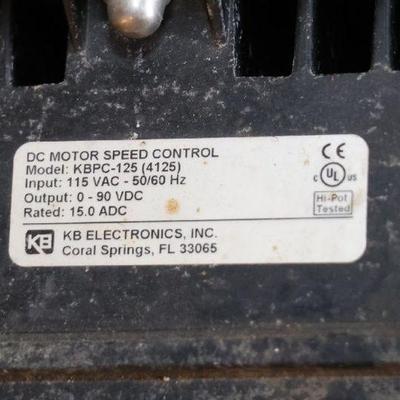 DC MOTOR SPEED CONTROL
Model: KBPC-125 (4125)
Input: 115 VAC - 50/60 Hz
Output: 0 - 90 VDC
Rated: 15.0 ADC
KB
KB ELECTRONICS, INC.
Coral Springs, FL 33065
CE
C UL US
Hi-Pot
Tested